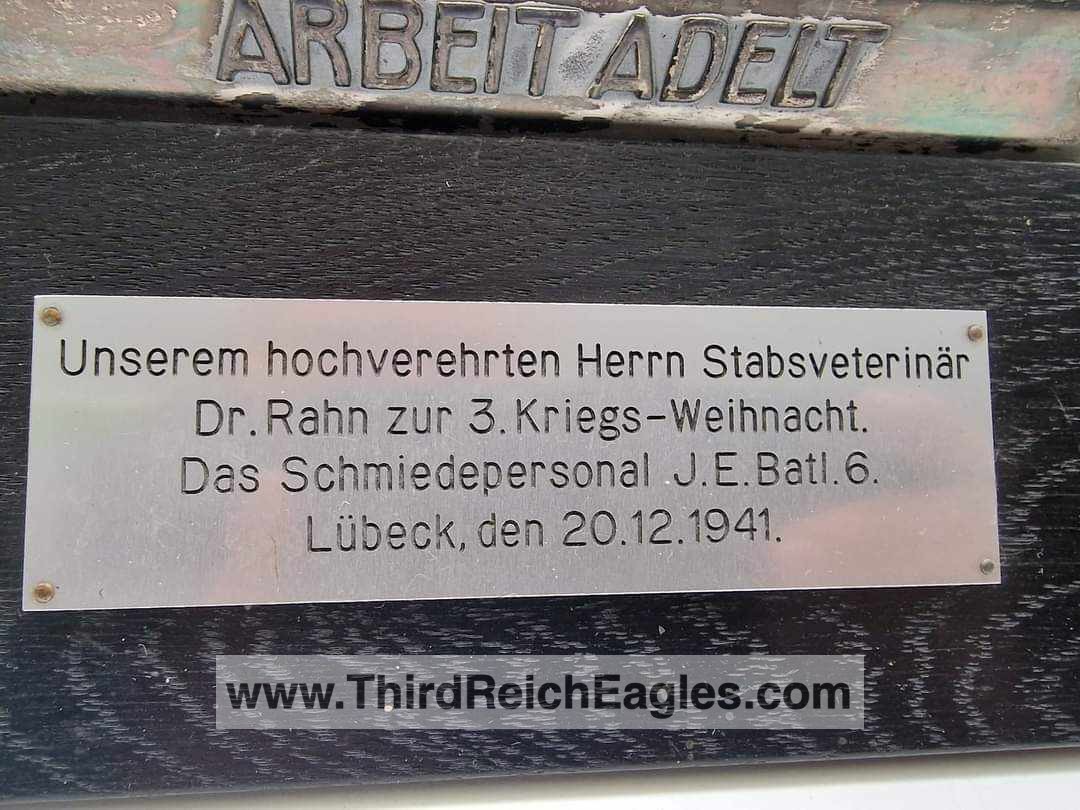 ARBEIT ADELT
Unserem hochverehrten Herrn Stabsveterinär
Dr. Rahn zur 3. Kriegs-Weihnacht.
Das Schmiedepersonal J.E.Batl.6.
Lübeck, den 20.12.1941.
www.ThirdReichEagles.com